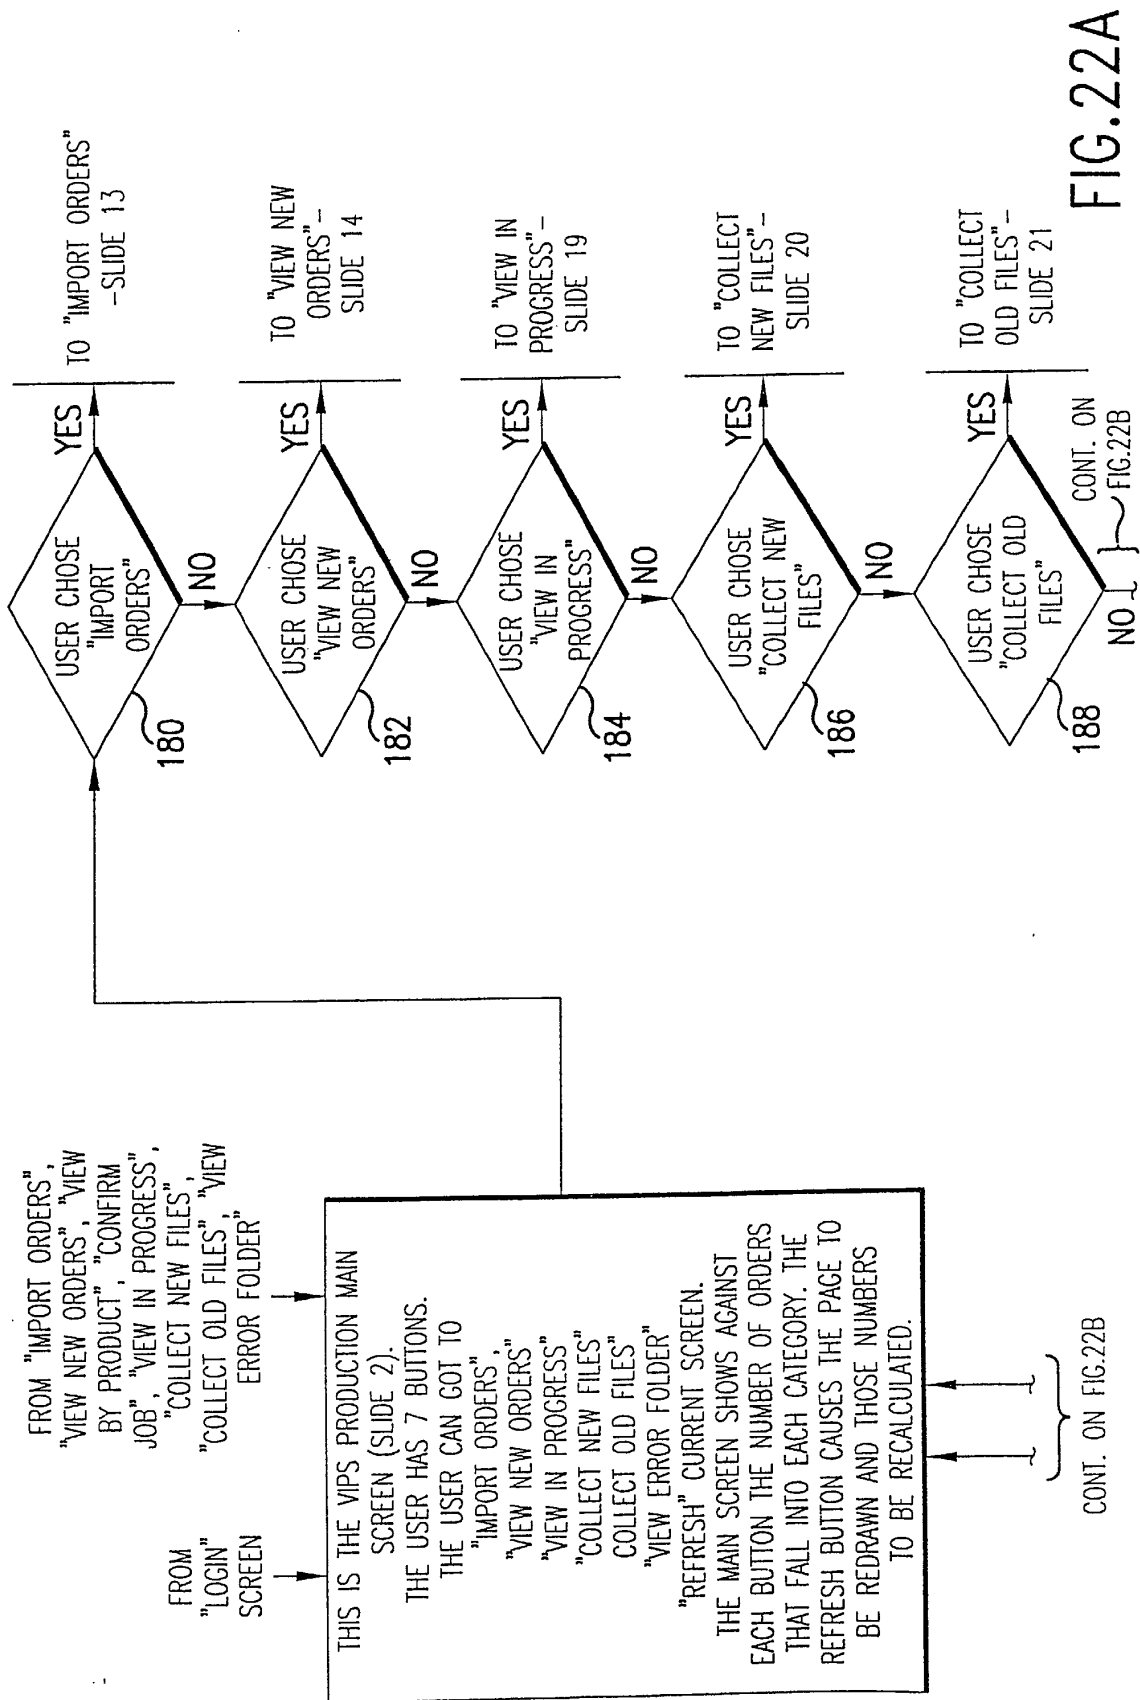 FROM
"LOGIN"
SCREEN
FROM "IMPORT ORDERS",
"VIEW NEW ORDERS", "VIEW
BY PRODUCT", "CONFIRM
JOB", "VIEW IN PROGRESS",
"COLLECT NEW FILES",
"COLLECT OLD FILES", "VIEW
ERROR FOLDER"
THIS IS THE VIPS PRODUCTION MAIN
SCREEN (SLIDE 2).
THE USER HAS 7 BUTTONS.
THE USER CAN GOT TO
"IMPORT ORDERS",
"VIEW NEW ORDERS"
"VIEW IN PROGRESS
"COLLECT NEW FILES"
COLLECT OLD FILES"
"VIEW ERROR FOLDER"
"REFRESH" CURRENT SCREEN.
THE MAIN SCREEN SHOWS AGAINST
EACH BUTTON THE NUMBER OF ORDERS
THAT FALL INTO EACH CATEGORY. THE
REFRESH BUTTON CAUSES THE PAGE TO
BE REDRAWN AND THOSE NUMBERS
TO BE RECALCULATED.
CONT. ON FIG.22B
USER CHOSE
"IMPORT
ORDERS"
180
YES
TO "IMPORT ORDERS"
-SLIDE 13
NO
USER CHOSE
"VIEW NEW
ORDERS"
182
YES
TO "VIEW NEW
ORDERS"-
SLIDE 14
NO
USER CHOSE
"VIEW IN
PROGRESS"
184
YES
TO "VIEW IN
PROGRESS"-
SLIDE 19
NO
USER CHOSE
"COLLECT NEW
FILES"
186
YES
TO "COLLECT
NEW FILES"-
SLIDE 20
NO
USER CHOSE
"COLLECT OLD
FILES"
188
YES
TO "COLLECT
OLD FILES"-
SLIDE 21
NO
CONT. ON
FIG.22B
FIG.22A